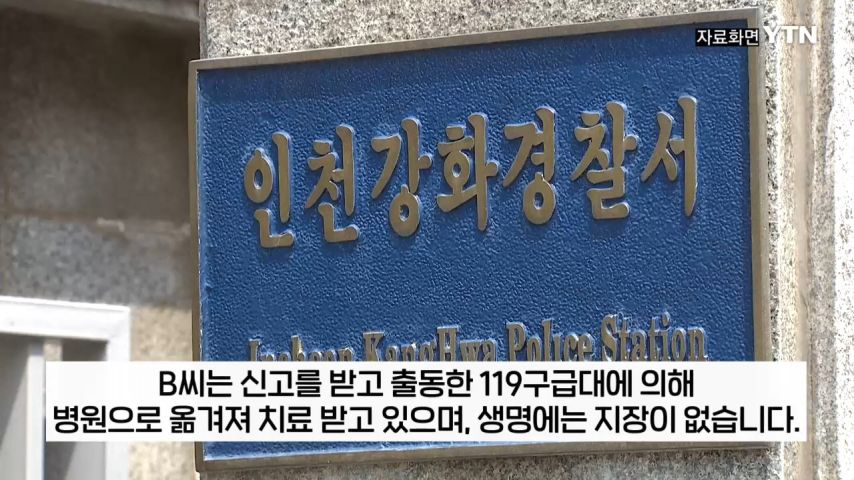 자료화면 YTN
인천강화경찰서
Incheon KangHwa Police Station
B씨는 신고를 받고 출동한 119구급대에 의해
병원으로 옮겨져 치료 받고 있으며, 생명에는 지장이 없습니다.